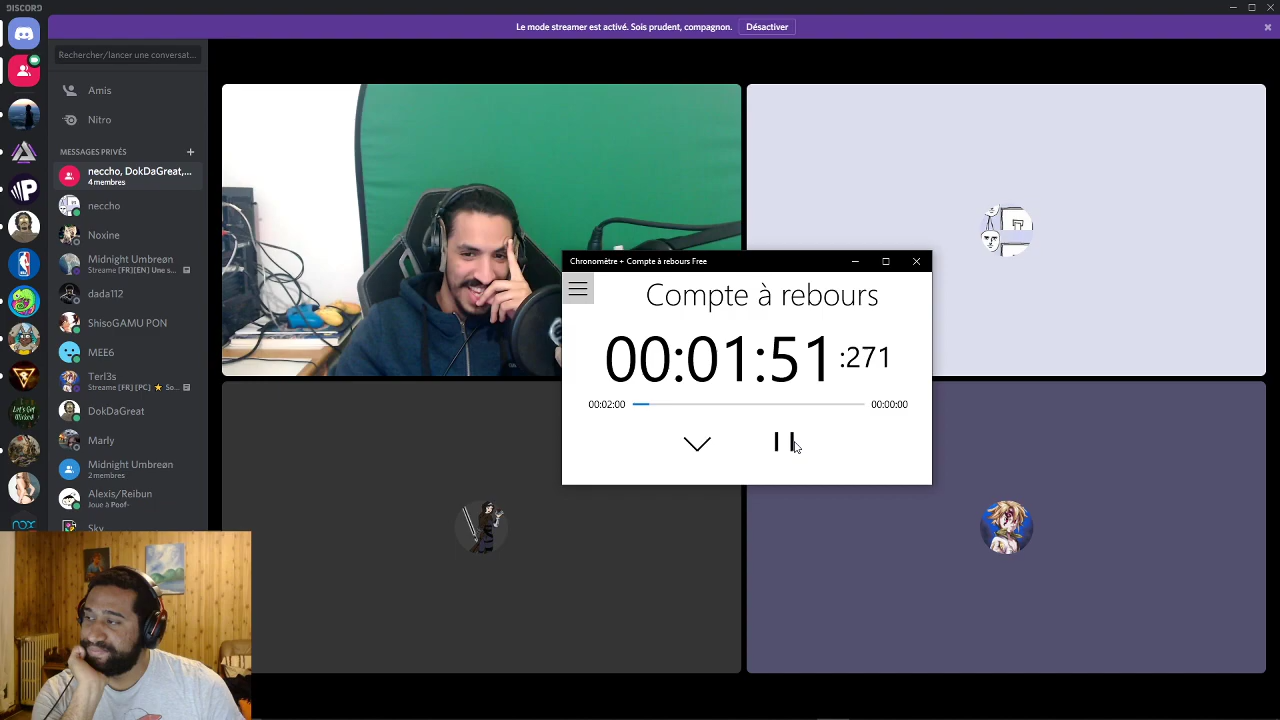 DISCORD
Le mode streamer est activé. Sois prudent, compagnon.
Désactiver
Rechercher/lancer une conversat...
Amis
Nitro
MESSAGES PRIVÉS
neccho, DokDaGreat,...
4 membres
neccho
Noxine
Midnight Umbreøn
Streame [FR][EN] Une s...
dada112
ShisoGAMU PON
MEE6
Terl3s
Streame [FR] [PC] ⭐ So...
DokDaGreat
Marly
Midnight Umbreøn
2 membres
Alexis/Reibun
Joue à Poof-
Sky
Chronomètre + Compte à rebours Free
Compte à rebours
00:01:51:271
00:02:00
00:00:00